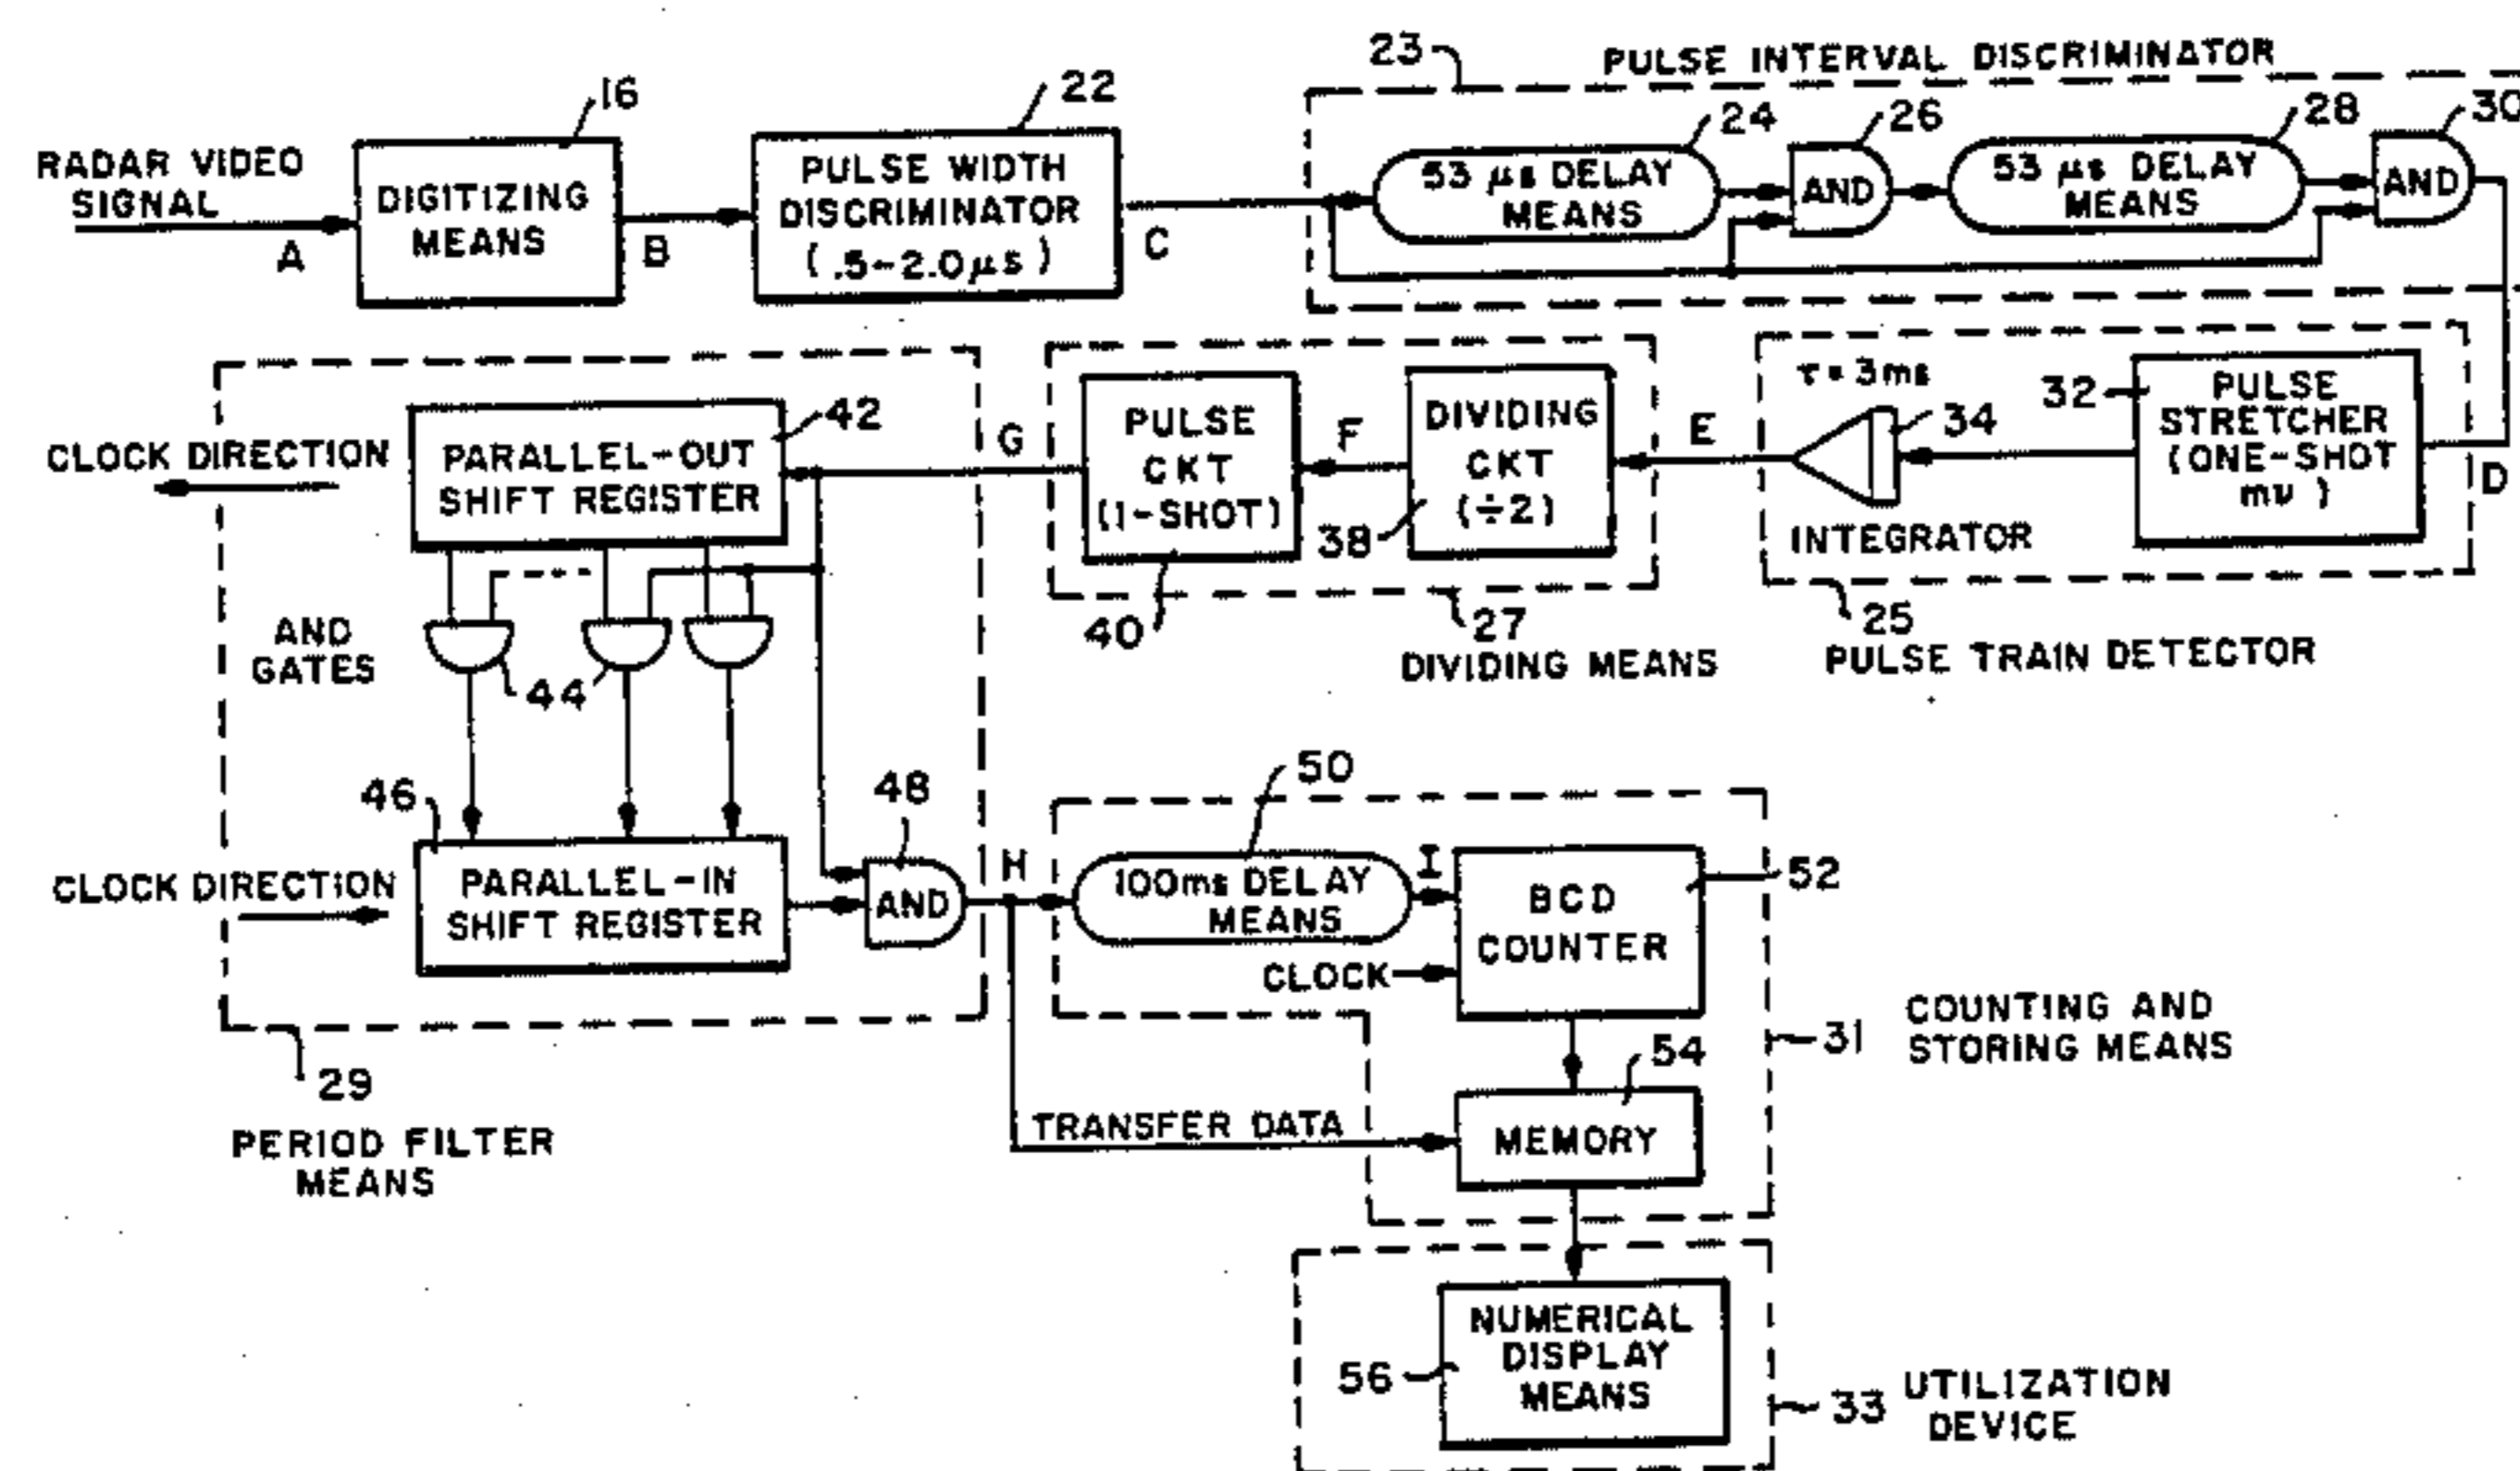 23
PULSE INTERVAL DISCRIMINATOR
16
22
24
26
28
30
RADAR VIDEO
SIGNAL
A
DIGITIZING
MEANS
B
PULSE WIDTH
DISCRIMINATOR
(.5-2.0μs)
C
53 μs DELAY
MEANS
AND
53 μs DELAY
MEANS
AND
CLOCK DIRECTION
PARALLEL-OUT
SHIFT REGISTER
42
G
PULSE
CKT
(1-SHOT)
40
F
DIVIDING
CKT
(÷2)
38
E
τ = 3ms
34
INTEGRATOR
32
PULSE
STRETCHER
(ONE-SHOT
mν)
D
AND
GATES
44
27
DIVIDING MEANS
25
PULSE TRAIN DETECTOR
46
48
50
CLOCK DIRECTION
PARALLEL-IN
SHIFT REGISTER
AND
H
100ms DELAY
MEANS
I
BCD
COUNTER
52
CLOCK
29
PERIOD FILTER
MEANS
TRANSFER DATA
54
MEMORY
31
COUNTING AND
STORING MEANS
56
NUMERICAL
DISPLAY
MEANS
33
UTILIZATION
DEVICE